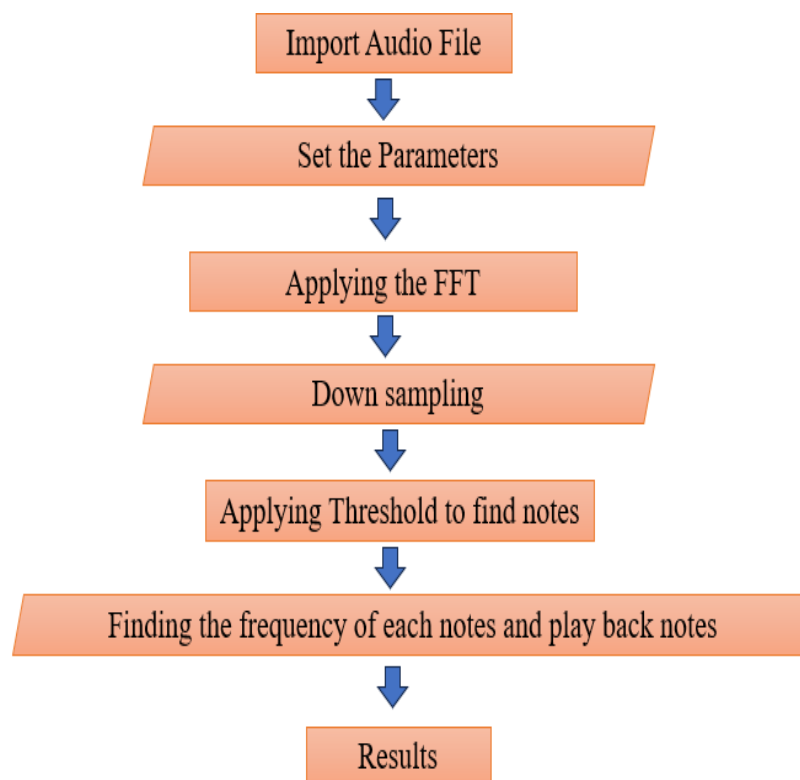 Import Audio File
Set the Parameters
Applying the FFT
Down sampling
Applying Threshold to find notes
Finding the frequency of each notes and play back notes
Results